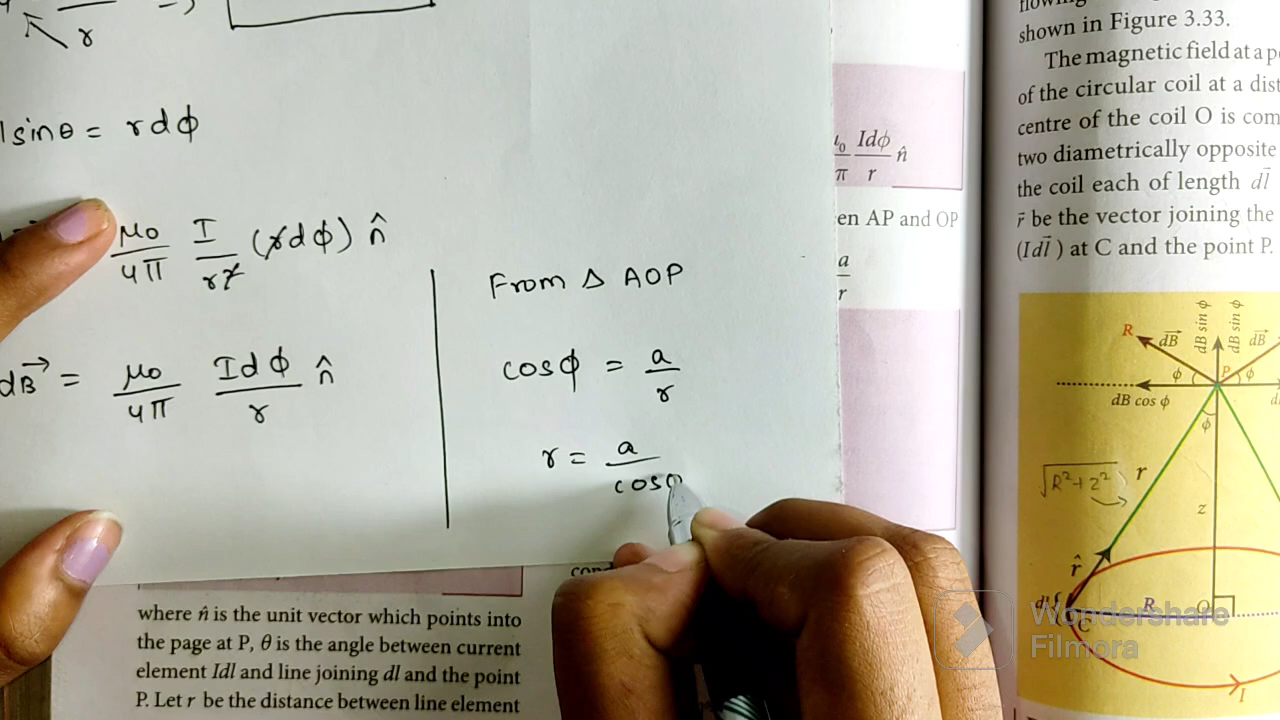 r
sinθ = rdϕ
μ₀/4π I/r² (rdϕ) n̂
dB⃗ = μ₀/4π Idϕ/r n̂
From Δ AOP
cosϕ = a/r
r = a/cos
where n̂ is the unit vector which points into
the page at P, θ is the angle between current
element Idl and line joining dl and the point
P. Let r be the distance between line element
Idϕ/r n̂
π
en AP and OP
a/r
shown in Figure 3.33.
The magnetic field at a
of the circular coil at a
centre of the coil O is
two diametrically opposite
the coil each of length dl⃗
r⃗ be the vector joining the
(Idl⃗) at C and the point P.
R
dB⃗
dB sin ϕ
dB sin ϕ
dB⃗
ϕ
P
ϕ
dB cos ϕ
ϕ
√R²+z²
r
z
r̂
C
R
O
I
Wondershare
Filmora